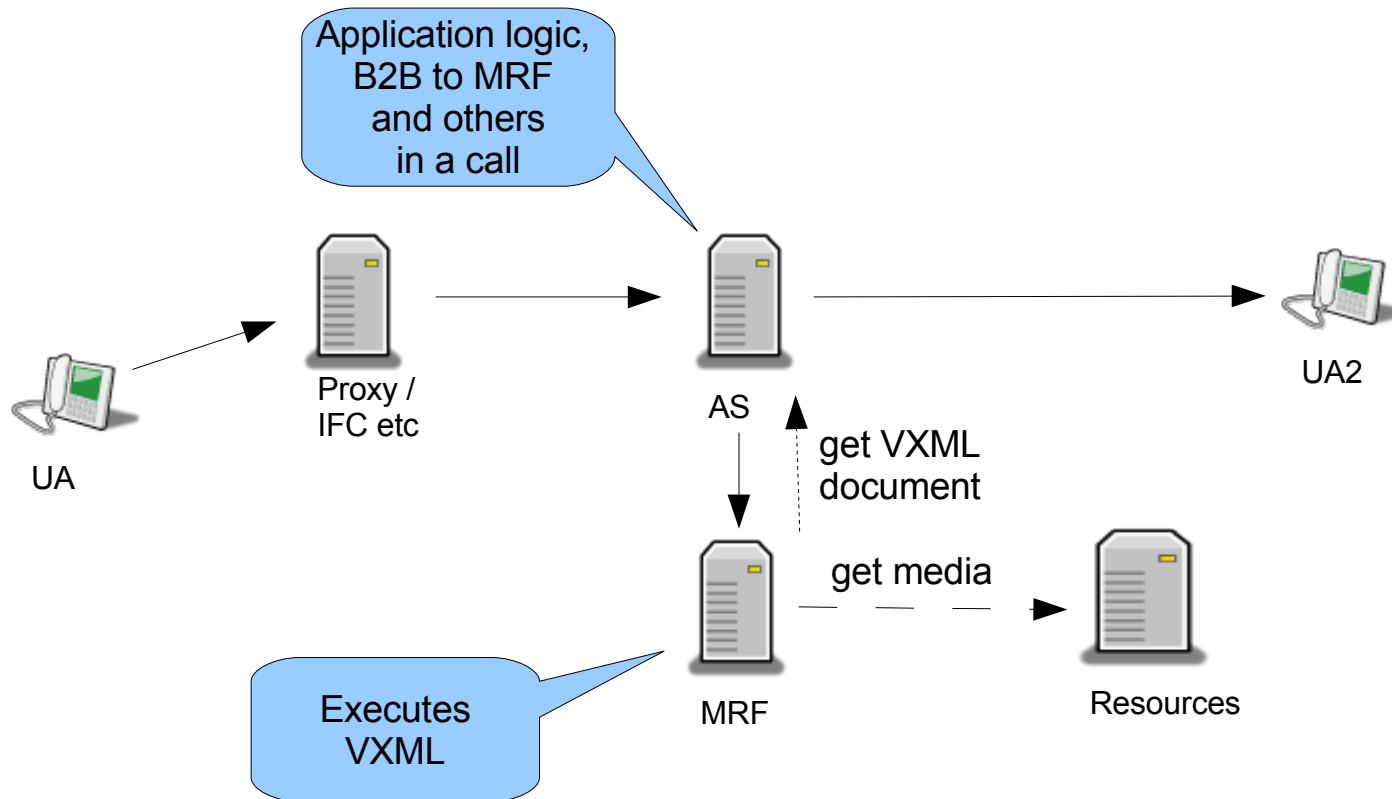 Application logic,
B2B to MRF
and others
in a call
Proxy /
IFC etc
UA
AS
UA2
get VXML
document
get media
MRF
Resources
Executes
VXML